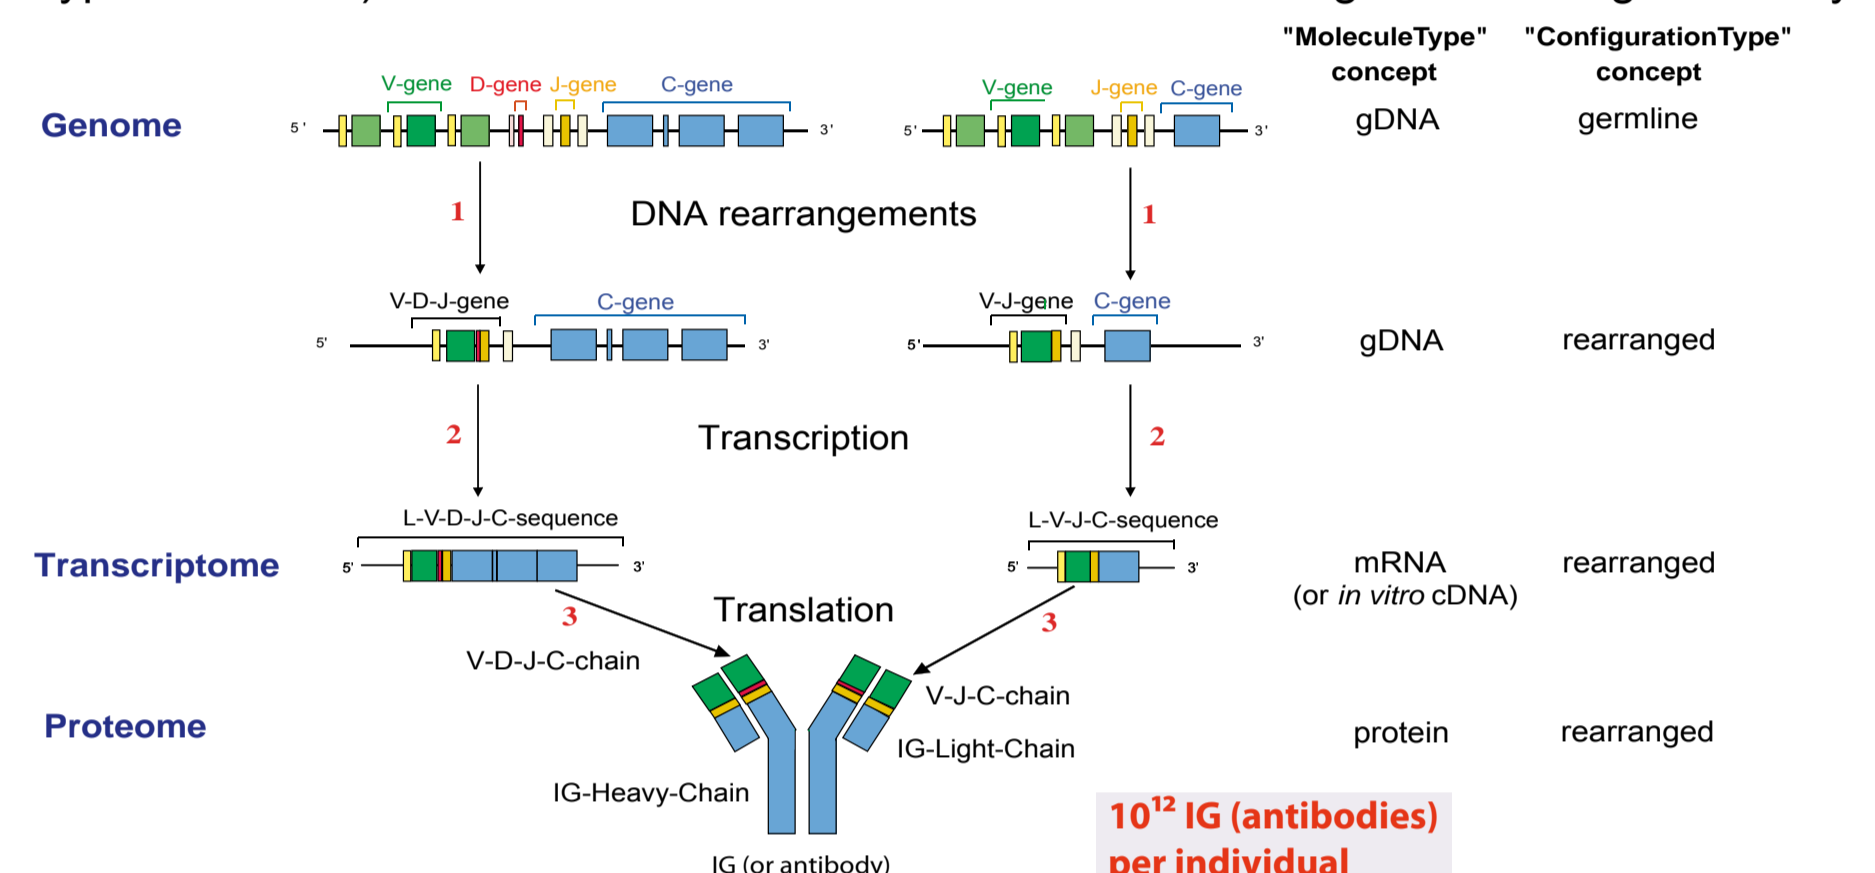 "MoleculeType" "ConfigurationType"
concept concept
V-gene D-gene J-gene C-gene V-gene J-gene C-gene
Genome 5' 3' 5' 3' gDNA germline
1 DNA rearrangements 1
V-D-J-gene C-gene V-J-gene C-gene
5' 3' 5' 3' gDNA rearranged
2 Transcription 2
L-V-D-J-C-sequence L-V-J-C-sequence
Transcriptome 5' 3' 5' 3' mRNA rearranged
(or in vitro cDNA)
3 Translation 3
V-D-J-C-chain
V-J-C-chain
Proteome protein rearranged
IG-Light-Chain
IG-Heavy-Chain
10¹² IG (antibodies)
per individual
IG (or antibody)